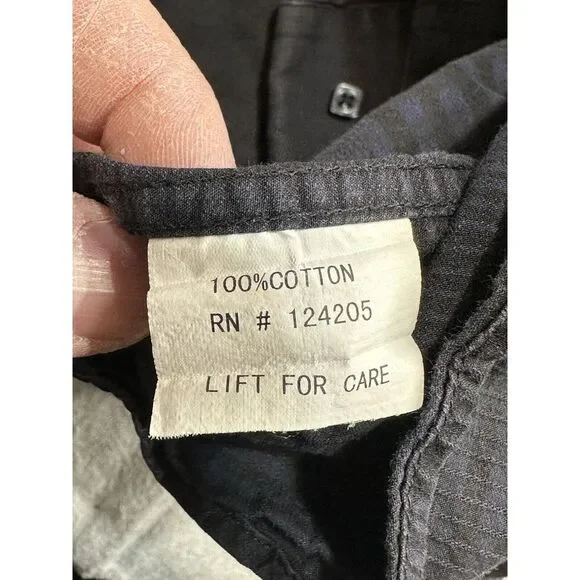 100%COTTON
RN # 124205
LIFT FOR CARE